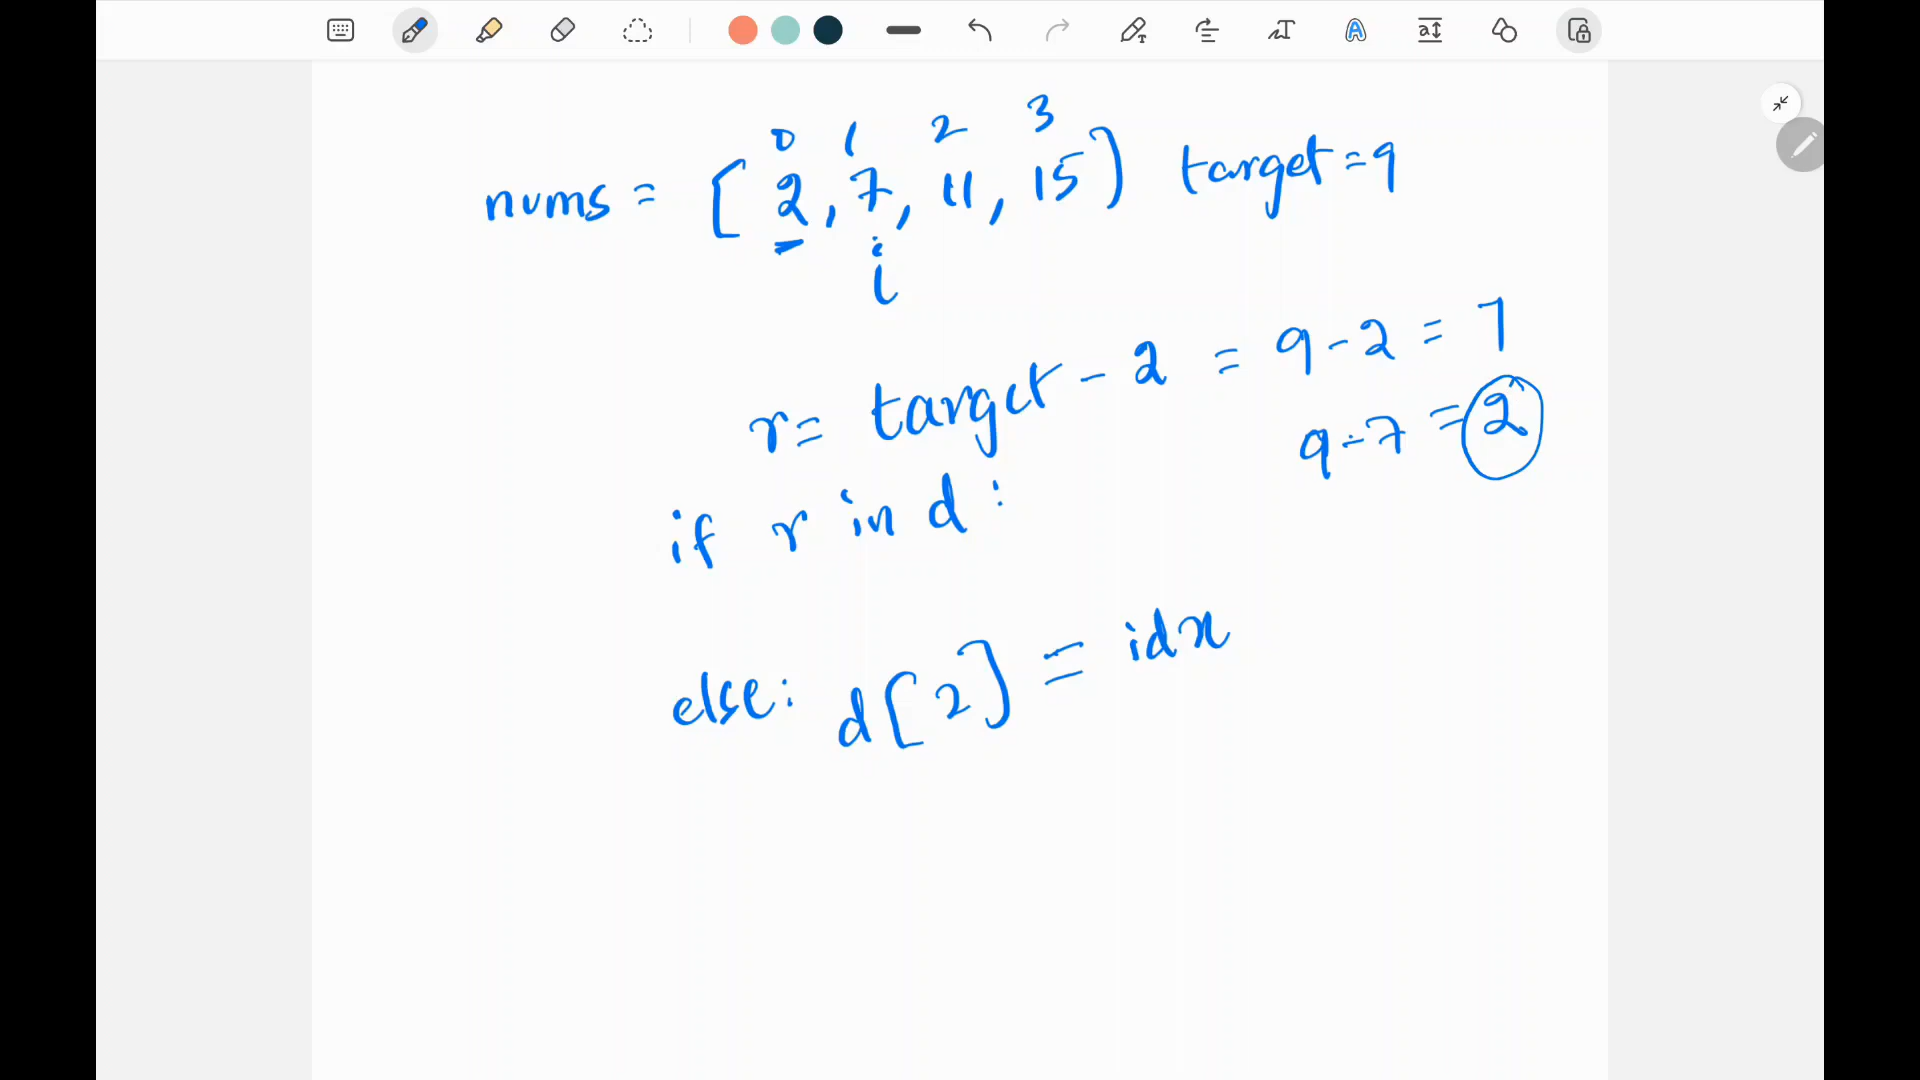 0 1 2 3
nums = [2, 7, 11, 15] target = 9
i
r = target - 2 = 9 - 2 = 7
9 - 7 = 2
if r in d :
else: d[2] = idx